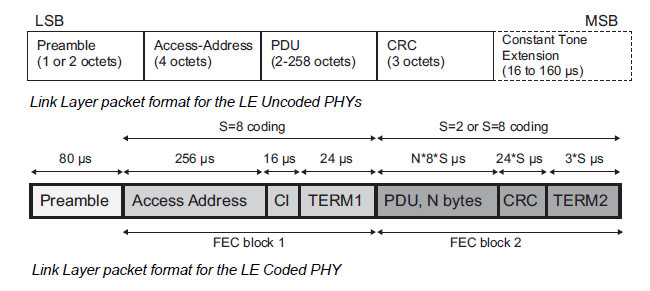 LSB MSB
Preamble Access-Address PDU CRC Constant Tone
(1 or 2 octets) (4 octets) (2-258 octets) (3 octets) Extension
(16 to 160 µs)
Link Layer packet format for the LE Uncoded PHYs
S=8 coding S=2 or S=8 coding
80 µs 256 µs 16 µs 24 µs N*8*S µs 24*S µs 3*S µs
Preamble Access Address CI TERM1 PDU, N bytes CRC TERM2
FEC block 1 FEC block 2
Link Layer packet format for the LE Coded PHY